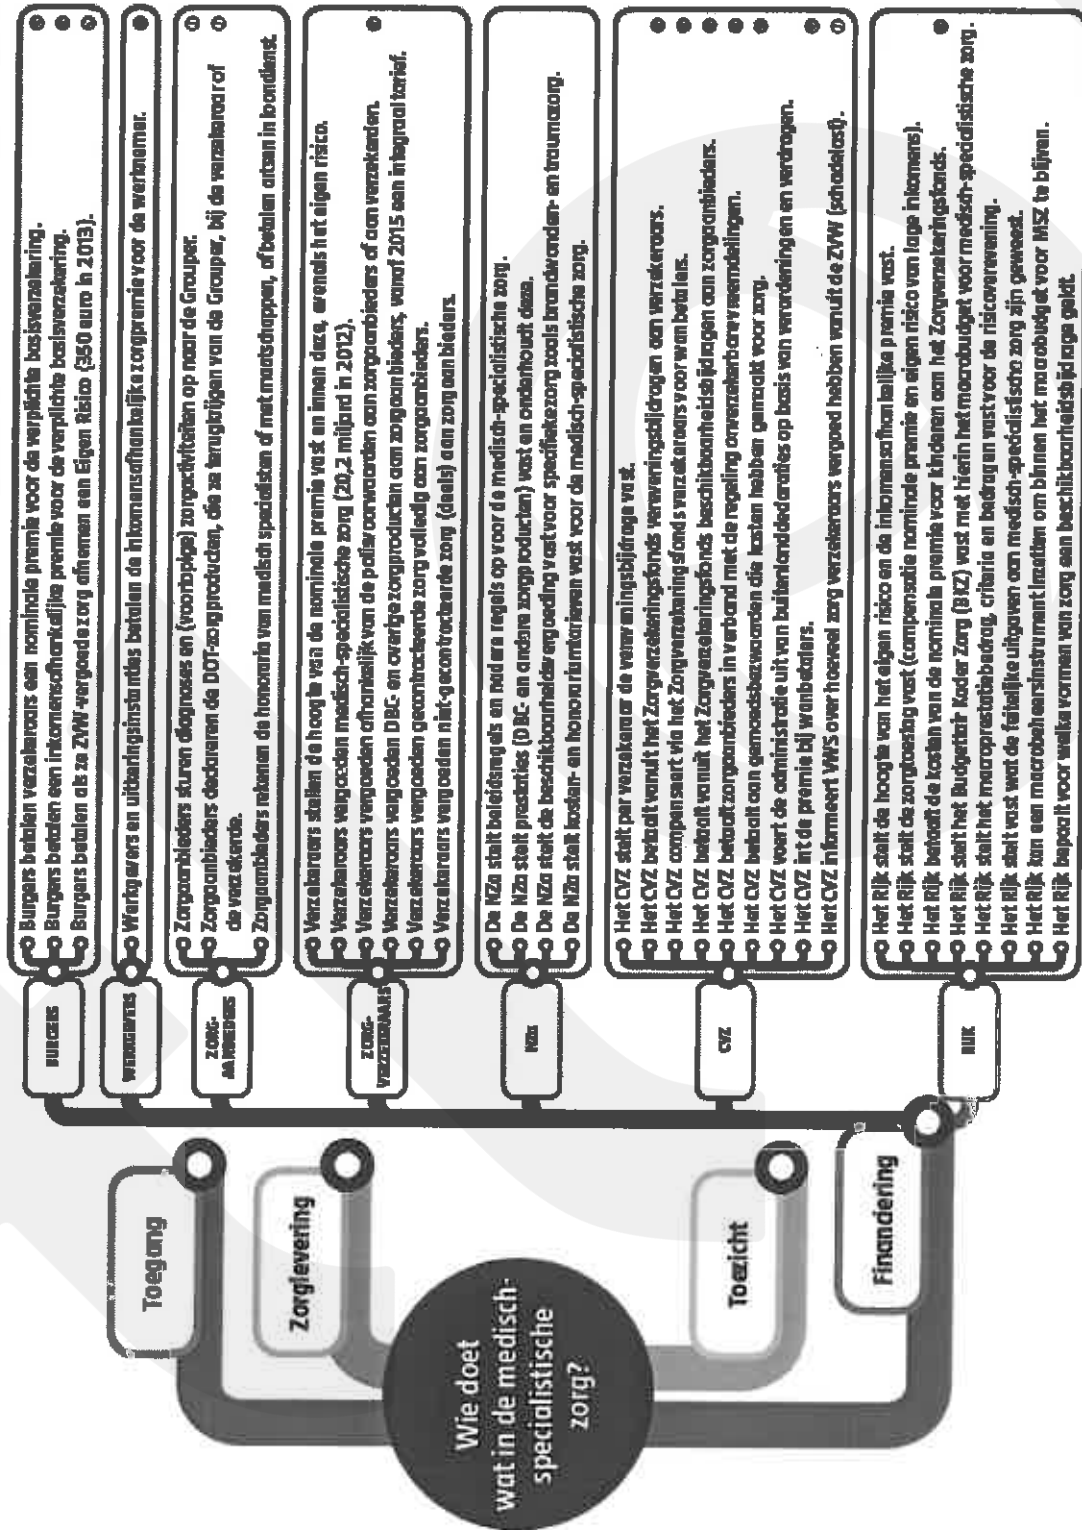 Wie doet
wat in de medisch-
specialistische
zorg?
Toegang
Zorglevering
Toezicht
Financiering
BURGERS
Burgers betalen verzekeraars een nominale premie voor de verplichte basisverzekering.
Burgers betalen een inkomensafhankelijke premie voor de verplichte basisverzekering.
Burgers betalen als ze ZVW-vergoede zorg afnemen een Eigen Risico (350 euro in 2013).
WERKGEVERS
Werkgevers en uitkeringsinstanties betalen de inkomensafhankelijke zorgpremie voor de werknemer.
ZORG-
AANBIEDERS
Zorgaanbieders sturen diagnoses en (voorlopige) zorgactiviteiten op naar de Grouper.
Zorgaanbieders declareren de DOT-zorgproducten, die ze terugkrijgen van de Grouper, bij de verzekeraar of
de verzekerde.
Zorgaanbieders rekenen de honoraria van medisch specialisten af met maatschappen, of betalen artsen in loondienst.
ZORG-
VERZEKERAARS
Verzekeraars stellen de hoogte van de nominale premie vast en innen deze, evenals het eigen risico.
Verzekeraars vergoeden medisch-specialistische zorg (20,2 miljard in 2012).
Verzekeraars vergoeden afhankelijk van de polisvoorwaarden aan zorgaanbieders of aan verzekerden.
Verzekeraars vergoeden DBC- en overige zorgproducten aan zorgaanbieders, vanaf 2015 een integraal tarief.
Verzekeraars vergoeden gecontracteerde zorg volledig aan zorgaanbieders.
Verzekeraars vergoeden niet-gecontracteerde zorg (deels) aan zorgaanbieders.
NZa
De NZa stelt beleidsregels en nadere regels op voor de medisch-specialistische zorg.
De NZa stelt prestaties (DBC- en andere zorgproducten) vast en onderhoudt deze.
De NZa stelt de beschikbaarheidsvergoeding vast voor specifieke zorg zoals brandwonden- en traumazorg.
De NZa stelt kosten- en honorariumtarieven vast voor de medisch-specialistische zorg.
CVZ
Het CVZ stelt per verzekeraar de vereveningsbijdrage vast.
Het CVZ betaalt vanuit het Zorgverzekeringsfonds vereveningsbijdragen aan verzekeraars.
Het CVZ compenseert via het Zorgverzekeringsfonds verzekeraars voor wanbetalers.
Het CVZ betaalt vanuit het Zorgverzekeringsfonds beschikbaarheidsbijdragen aan zorgaanbieders.
Het CVZ betaalt zorgaanbieders in verband met de regeling onverzekerbare vreemdelingen.
Het CVZ betaalt aan gemoedsbezwaarden die kosten hebben gemaakt voor zorg.
Het CVZ voert de administratie uit van buitenlanddeclaraties op basis van verordeningen en verdragen.
Het CVZ int de premie bij wanbetalers.
Het CVZ informeert VWS over hoeveel zorg verzekeraars vergoed hebben vanuit de ZVW (schadelast).
RIJK
Het Rijk stelt de hoogte van het eigen risico en de inkomensafhankelijke premie vast.
Het Rijk stelt de zorgtoeslag vast (compensatie nominale premie en eigen risico van lage inkomens).
Het Rijk betaalt de kosten van de nominale premie voor kinderen aan het Zorgverzekeringsfonds.
Het Rijk stelt het Budgettair Kader Zorg (BKZ) vast met hierin het macrobudget voor medisch-specialistische zorg.
Het Rijk stelt het macroprestatiebedrag, criteria en bedragen vast voor de risicoverevening.
Het Rijk stelt vast wat de feitelijke uitgaven aan medisch-specialistische zorg zijn geweest.
Het Rijk kan een macrobeheersinstrument inzetten om binnen het macrobudget voor MSZ te blijven.
Het Rijk bepaalt voor welke vormen van zorg een beschikbaarheidsbijdrage geldt.